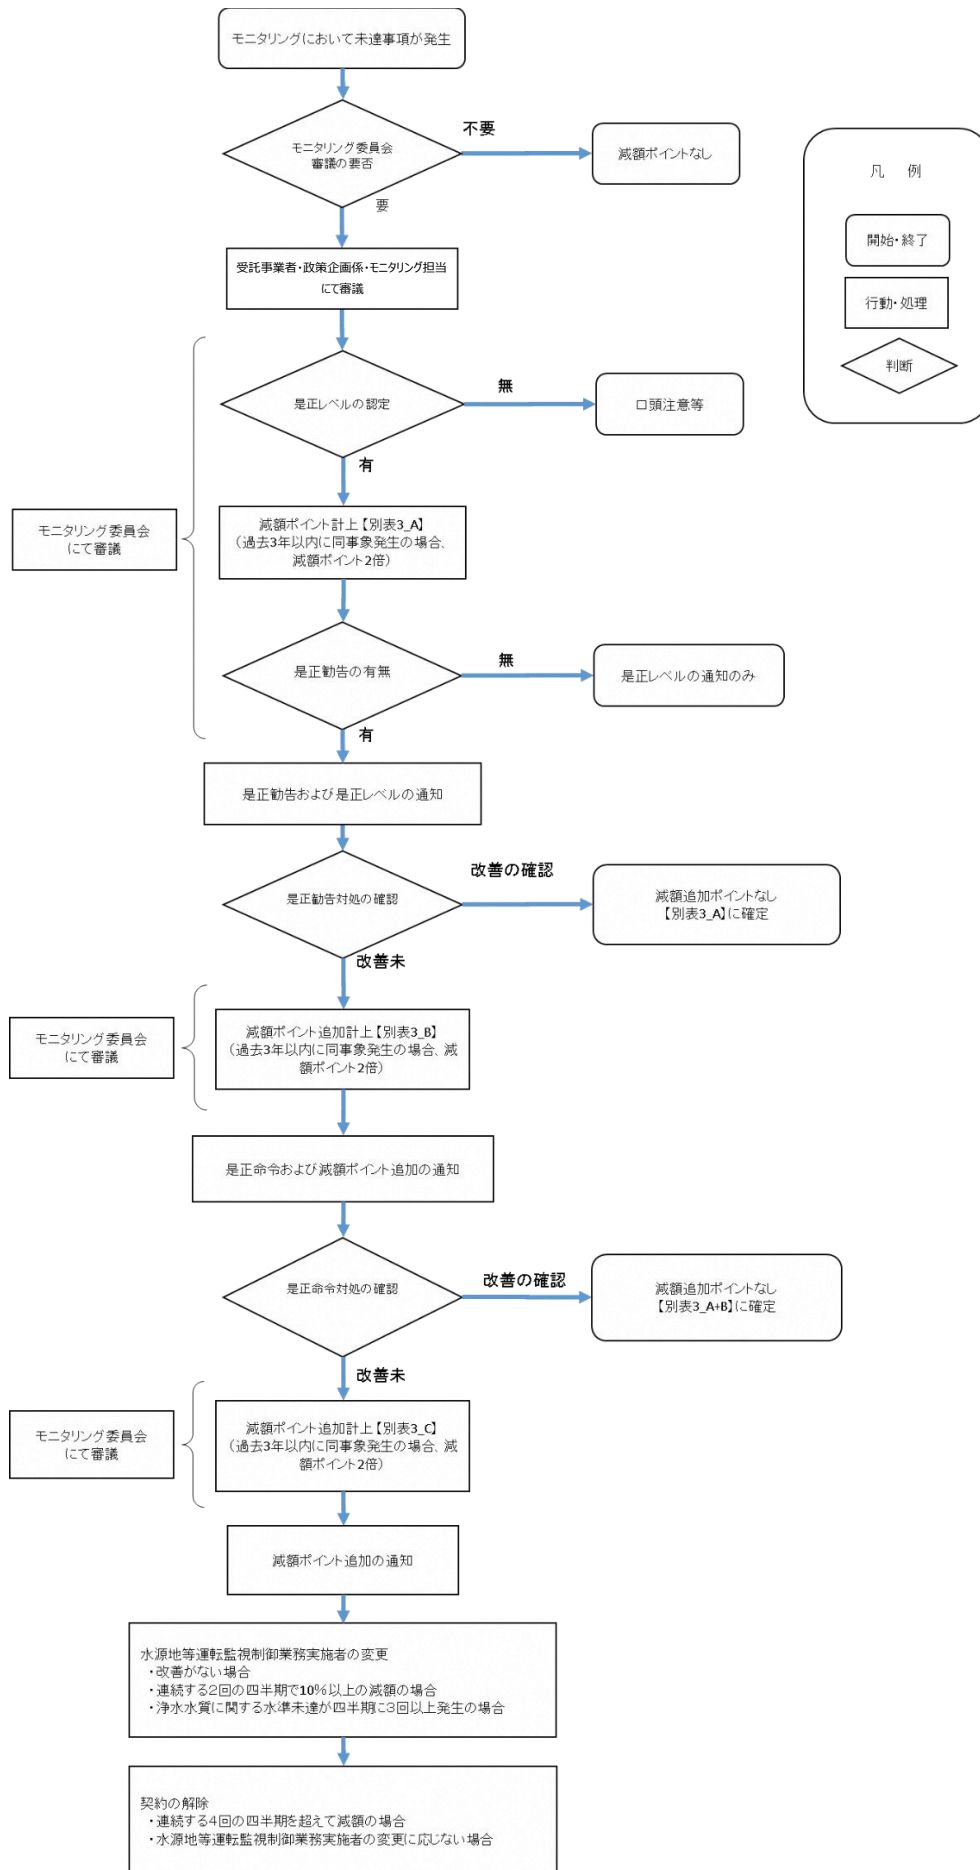 モニタリングにおいて未達事項が発生
モニタリング委員会
審議の要否
不要
減額ポイントなし
要
受託事業者・政策企画係・モニタリング担当
にて審議
是正レベルの認定
無
口頭注意等
有
減額ポイント計上【別表3_A】
（過去3年以内に同事象発生の場合、
減額ポイント2倍）
モニタリング委員会
にて審議
是正勧告の有無
無
是正レベルの通知のみ
有
是正勧告および是正レベルの通知
是正勧告対処の確認
改善の確認
減額追加ポイントなし
【別表3_A】に確定
改善未
モニタリング委員会
にて審議
減額ポイント追加計上【別表3_B】
（過去3年以内に同事象発生の場合、減
額ポイント2倍）
是正命令および減額ポイント追加の通知
是正命令対処の確認
改善の確認
減額追加ポイントなし
【別表3_A+B】に確定
改善未
モニタリング委員会
にて審議
減額ポイント追加計上【別表3_C】
（過去3年以内に同事象発生の場合、減
額ポイント2倍）
減額ポイント追加の通知
水源地等運転監視制御業務実施者の変更
・改善がない場合
・連続する2回の四半期で10％以上の減額の場合
・浄水水質に関する水準未達が四半期に3回以上発生の場合
契約の解除
・連続する4回の四半期を超えて減額の場合
・水源地等運転監視制御業務実施者の変更に応じない場合
凡　例
開始・終了
行動・処理
判断